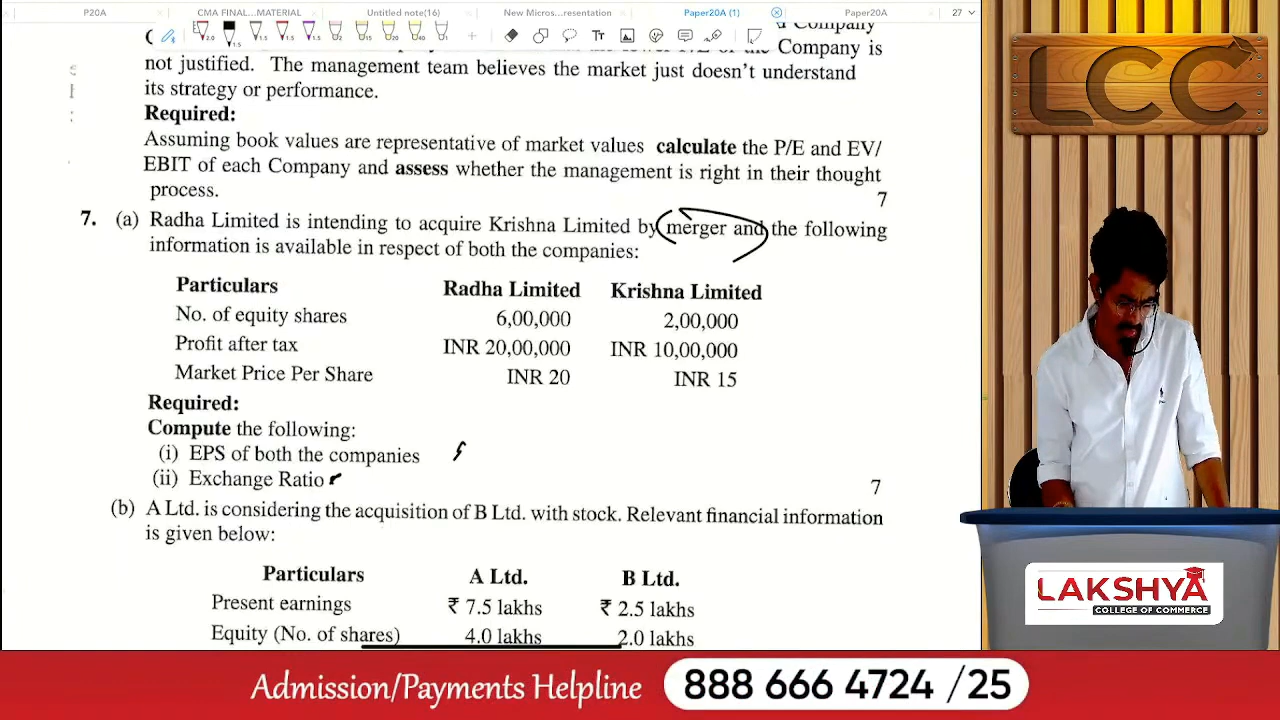 P20A
CMA FINAL...MATERIAL
Untitled note(16)
New Micros...resentation
Paper20A (1)
Paper20A
27
Company
Company is
not justified. The management team believes the market just doesn't understand
its strategy or performance.
Required:
Assuming book values are representative of market values calculate the P/E and EV/
EBIT of each Company and assess whether the management is right in their thought
process.
7
7. (a) Radha Limited is intending to acquire Krishna Limited by merger and the following
information is available in respect of both the companies:
Particulars Radha Limited Krishna Limited
No. of equity shares 6,00,000 2,00,000
Profit after tax INR 20,00,000 INR 10,00,000
Market Price Per Share INR 20 INR 15
Required:
Compute the following:
(i) EPS of both the companies
(ii) Exchange Ratio
7
(b) A Ltd. is considering the acquisition of B Ltd. with stock. Relevant financial information
is given below:
Particulars A Ltd. B Ltd.
Present earnings ₹ 7.5 lakhs ₹ 2.5 lakhs
Equity (No. of shares) 4.0 lakhs 2.0 lakhs
LCC
LAKSHYA
COLLEGE OF COMMERCE
Admission/Payments Helpline 888 666 4724 /25